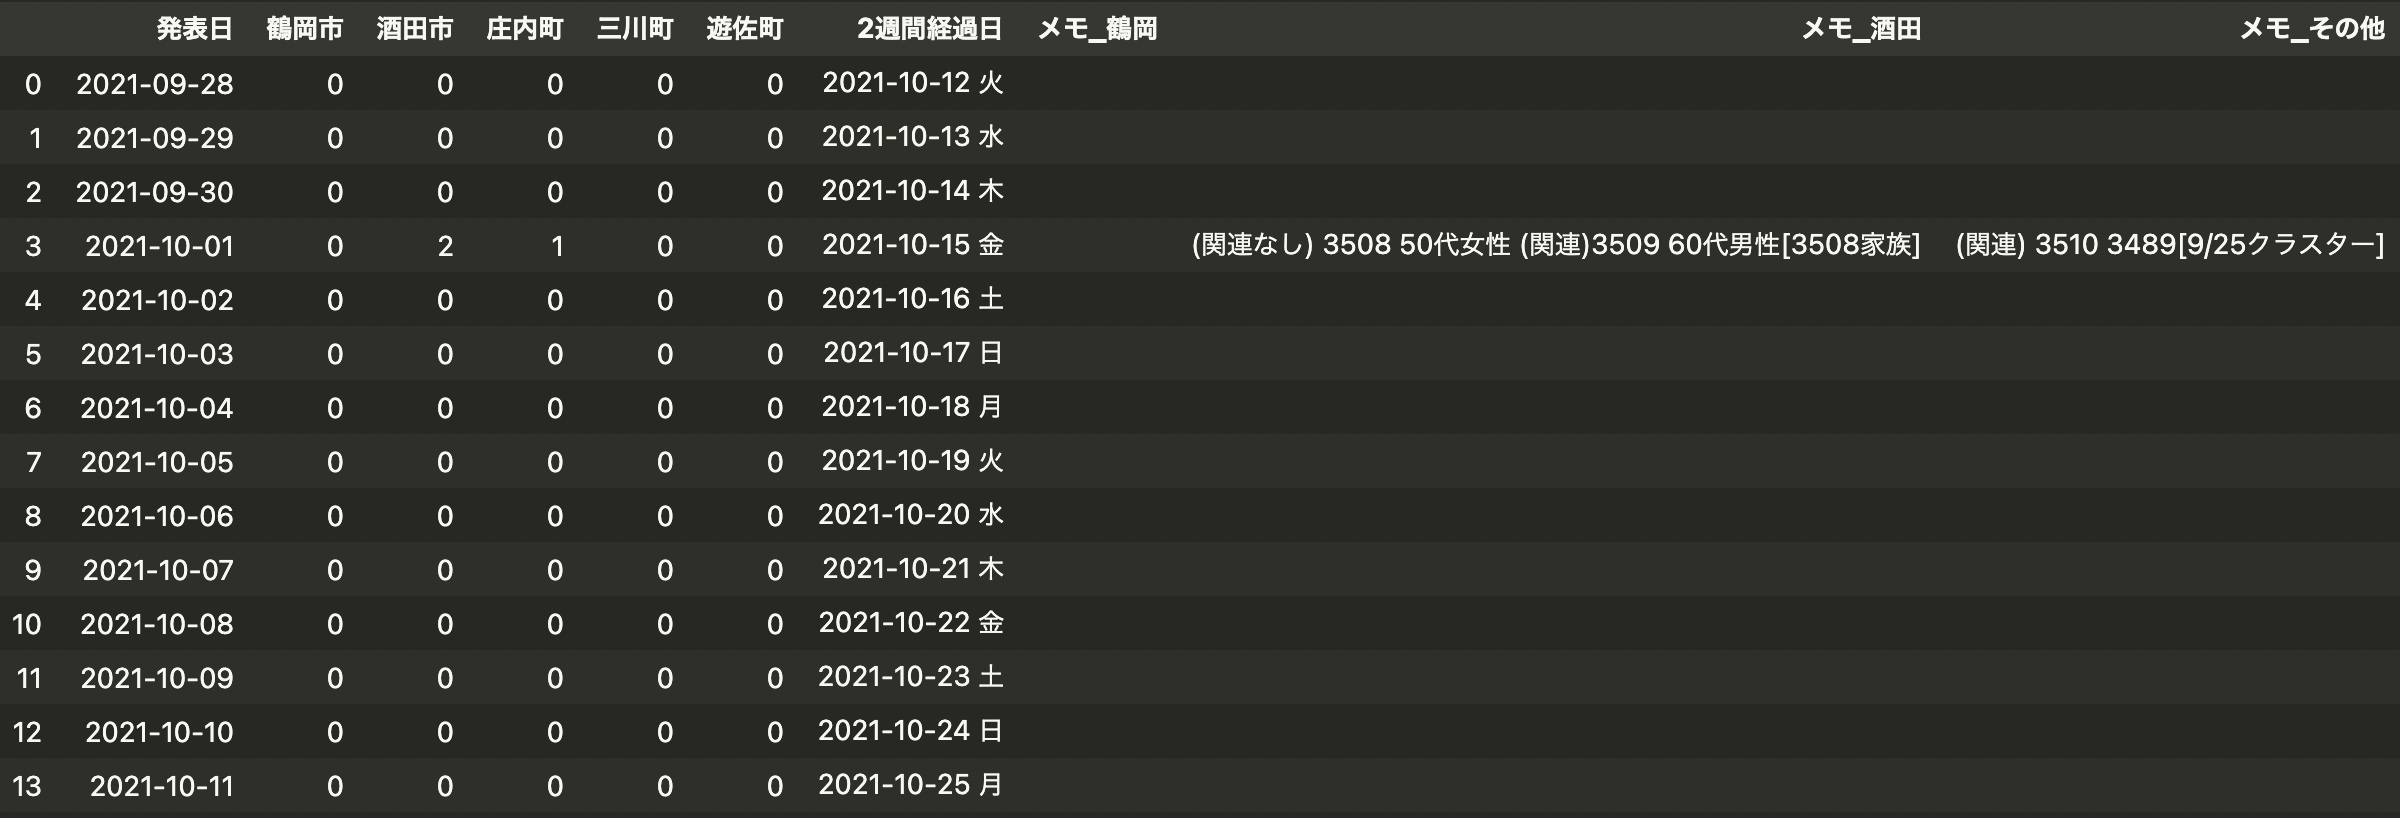 発表日 鶴岡市 酒田市 庄内町 三川町 遊佐町 2週間経過日 メモ_鶴岡 メモ_酒田 メモ_その他
0 2021-09-28 0 0 0 0 0 2021-10-12 火
1 2021-09-29 0 0 0 0 0 2021-10-13 水
2 2021-09-30 0 0 0 0 0 2021-10-14 木
3 2021-10-01 0 2 1 0 0 2021-10-15 金 (関連なし) 3508 50代女性 (関連)3509 60代男性[3508家族] (関連) 3510 3489[9/25クラスター]
4 2021-10-02 0 0 0 0 0 2021-10-16 土
5 2021-10-03 0 0 0 0 0 2021-10-17 日
6 2021-10-04 0 0 0 0 0 2021-10-18 月
7 2021-10-05 0 0 0 0 0 2021-10-19 火
8 2021-10-06 0 0 0 0 0 2021-10-20 水
9 2021-10-07 0 0 0 0 0 2021-10-21 木
10 2021-10-08 0 0 0 0 0 2021-10-22 金
11 2021-10-09 0 0 0 0 0 2021-10-23 土
12 2021-10-10 0 0 0 0 0 2021-10-24 日
13 2021-10-11 0 0 0 0 0 2021-10-25 月